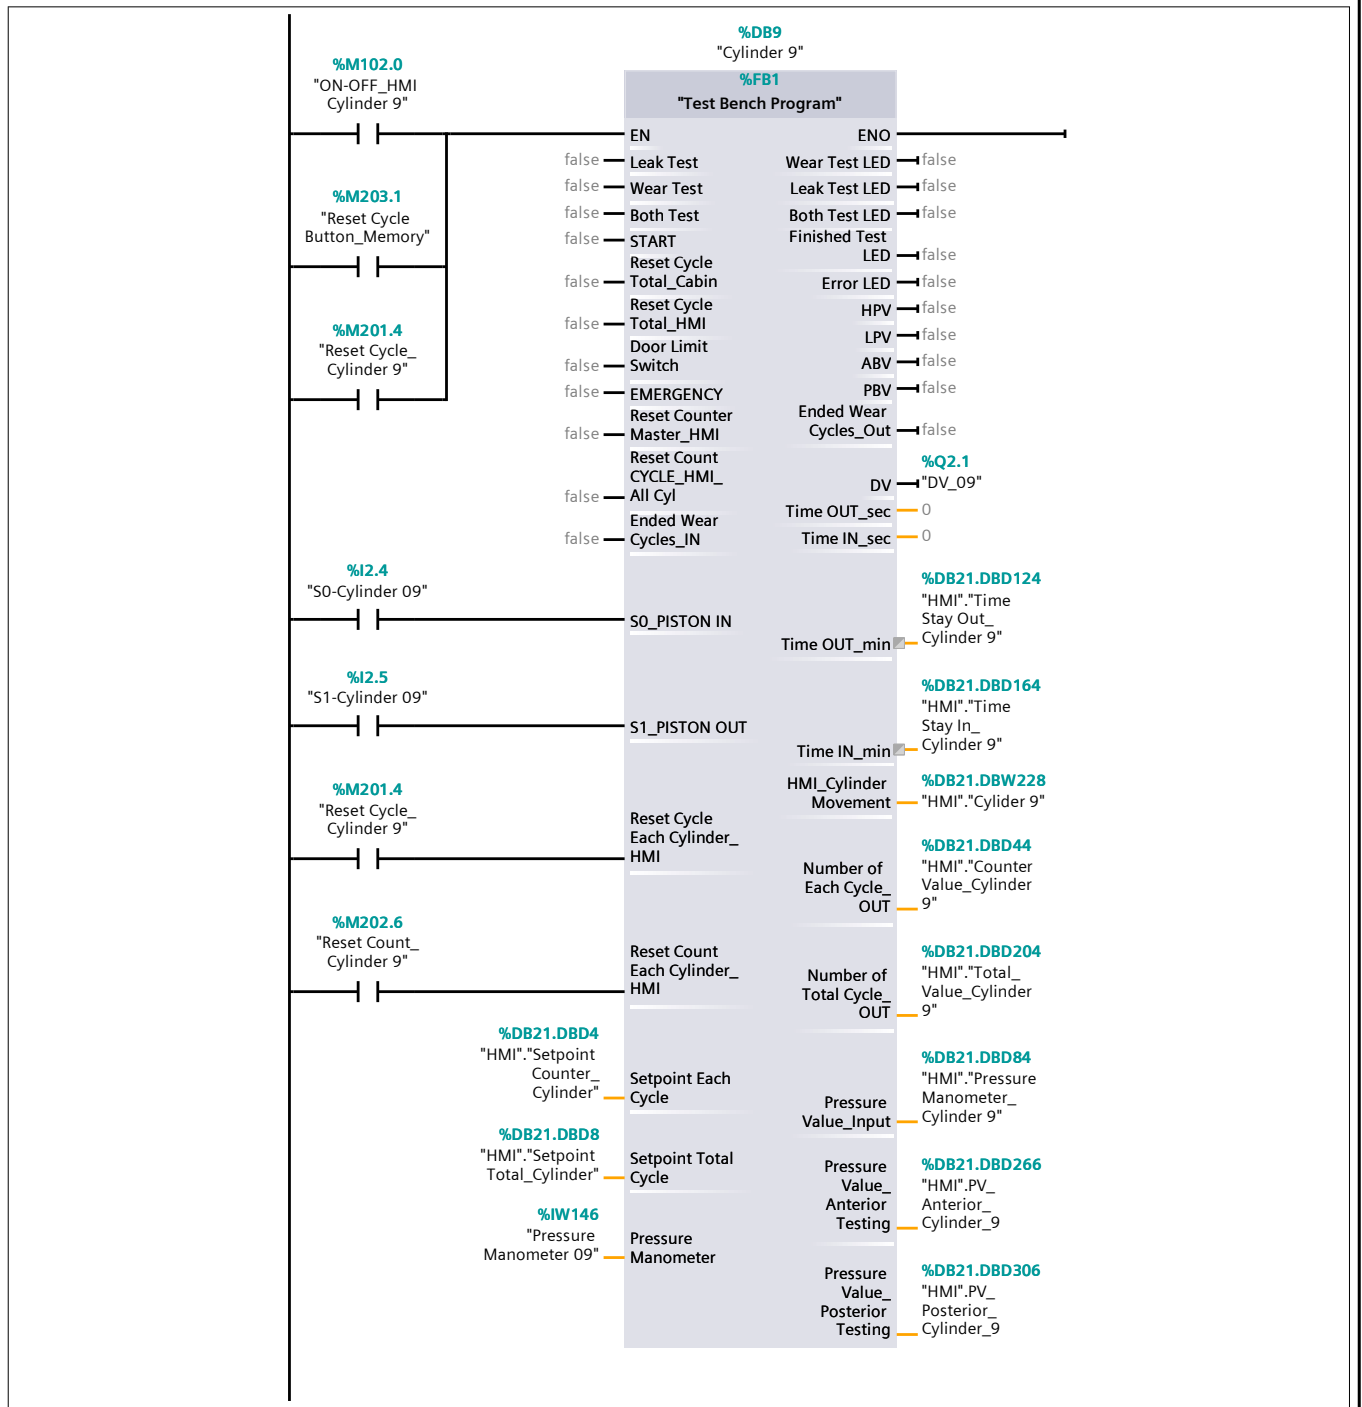 %DB9
"Cylinder 9"
%M102.0
"ON-OFF_HMI
Cylinder 9"
%M203.1
"Reset Cycle
Button_Memory"
%M201.4
"Reset Cycle_
Cylinder 9"
%FB1
"Test Bench Program"
EN
ENO
false
Leak Test
Wear Test LED
false
false
Wear Test
Leak Test LED
false
false
Both Test
Both Test LED
false
false
START
Finished Test
LED
false
Reset Cycle
false
Total_Cabin
Error LED
false
Reset Cycle
false
Total_HMI
HPV
false
LPV
false
Door Limit
false
Switch
ABV
false
false
EMERGENCY
PBV
false
Reset Counter
false
Master_HMI
Ended Wear
Cycles_Out
false
Reset Count
CYCLE_HMI_
false
All Cyl
%Q2.1
DV
"DV_09"
Time OUT_sec
0
Ended Wear
false
Cycles_IN
Time IN_sec
0
%I2.4
"S0-Cylinder 09"
S0_PISTON IN
%DB21.DBD124
"HMI"."Time
Stay Out_
Time OUT_min
Cylinder 9"
%I2.5
"S1-Cylinder 09"
S1_PISTON OUT
%DB21.DBD164
"HMI"."Time
Stay In_
Time IN_min
Cylinder 9"
%M201.4
"Reset Cycle_
Cylinder 9"
Reset Cycle
Each Cylinder_
HMI
HMI_Cylinder
Movement
%DB21.DBW228
"HMI"."Cylider 9"
Number of
Each Cycle_
OUT
%DB21.DBD44
"HMI"."Counter
Value_Cylinder
9"
%M202.6
"Reset Count_
Cylinder 9"
Reset Count
Each Cylinder_
HMI
Number of
Total Cycle_
OUT
%DB21.DBD204
"HMI"."Total_
Value_Cylinder
9"
%DB21.DBD4
"HMI"."Setpoint
Counter_
Cylinder"
Setpoint Each
Cycle
Pressure
Value_Input
%DB21.DBD84
"HMI"."Pressure
Manometer_
Cylinder 9"
%DB21.DBD8
"HMI"."Setpoint
Total_Cylinder"
Setpoint Total
Cycle
Pressure
Value_
Anterior
Testing
%DB21.DBD266
"HMI".PV_
Anterior_
Cylinder_9
%IW146
"Pressure
Manometer 09"
Pressure
Manometer
Pressure
Value_
Posterior
Testing
%DB21.DBD306
"HMI".PV_
Posterior_
Cylinder_9